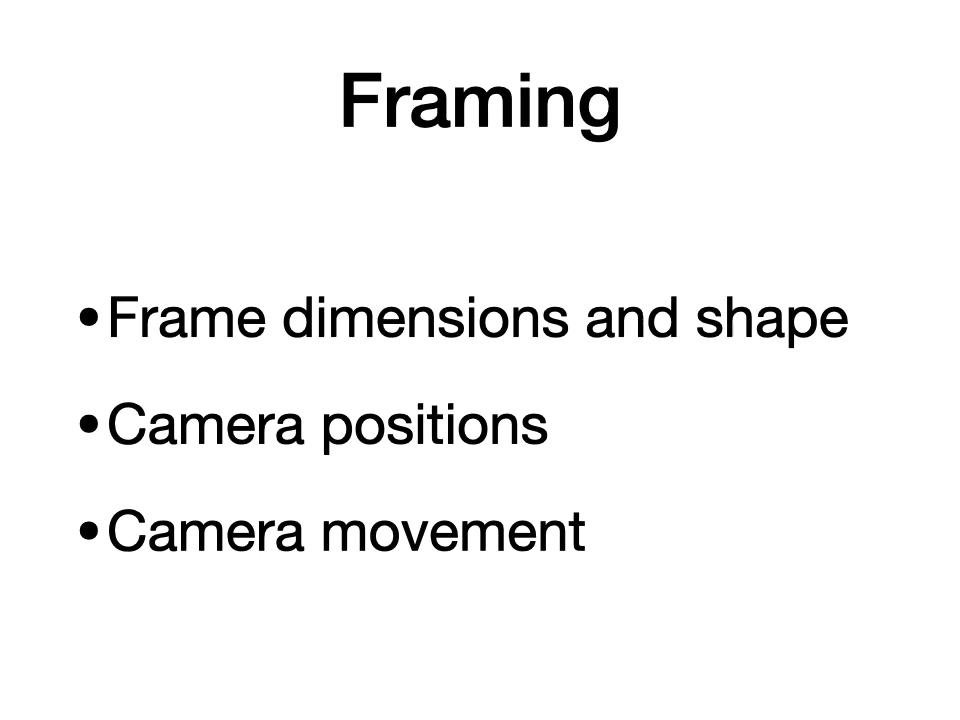 Framing
•Frame dimensions and shape
•Camera positions
•Camera movement